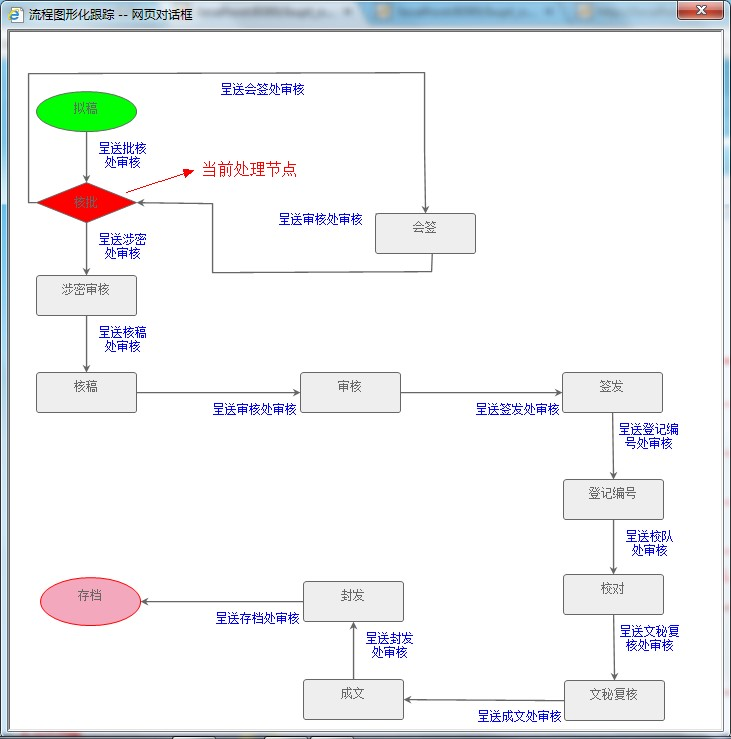 流程图形化跟踪 -- 网页对话框
呈送会签处审核
拟稿
呈送批核
处审核
当前处理节点
核批
呈送审核处审核
会签
呈送涉密
处审核
涉密审核
呈送核稿
处审核
核稿
审核
签发
呈送审核处审核
呈送签发处审核
呈送登记编
号处审核
登记编号
呈送校队
处审核
校对
存档
封发
呈送存档处审核
呈送封发
处审核
呈送文秘复
核处审核
成文
文秘复核
呈送成文处审核